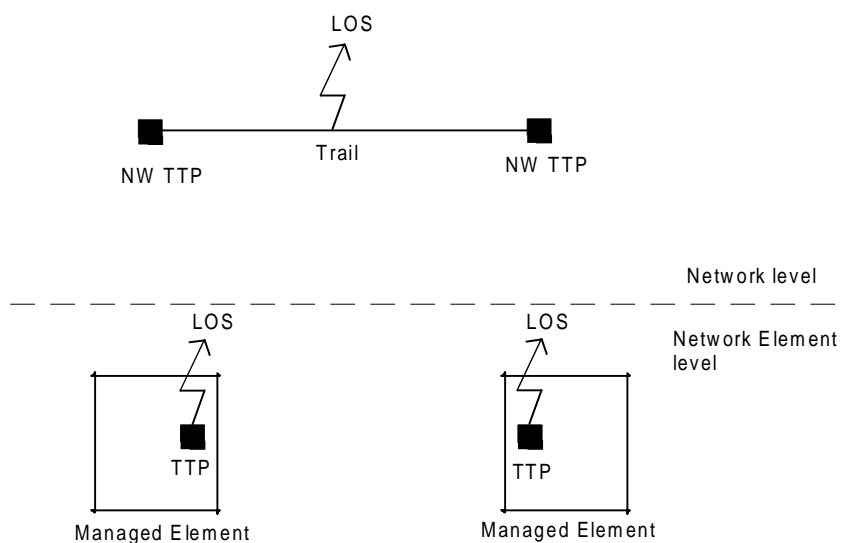 LOS
Trail
NW TTP
NW TTP
Network level
LOS
LOS
Network Element
level
TTP
TTP
Managed Element
Managed Element